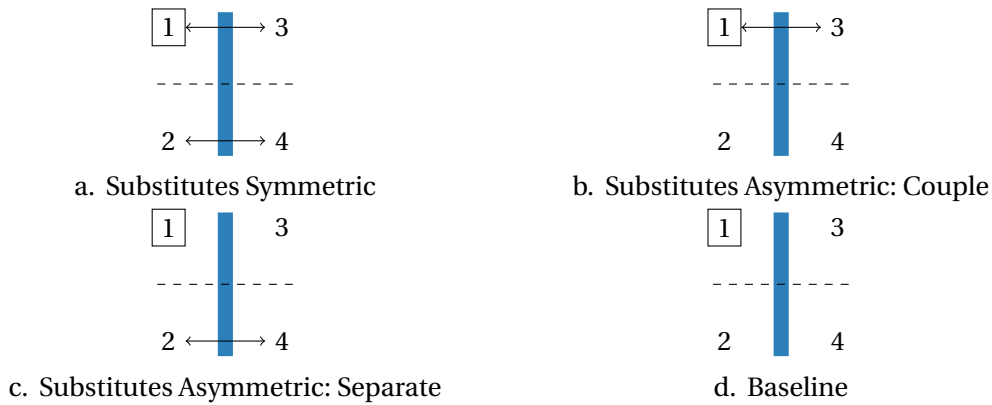 1 3 1 3
2 4 2 4
a. Substitutes Symmetric b. Substitutes Asymmetric: Couple
1 3 1 3
2 4 2 4
c. Substitutes Asymmetric: Separate d. Baseline